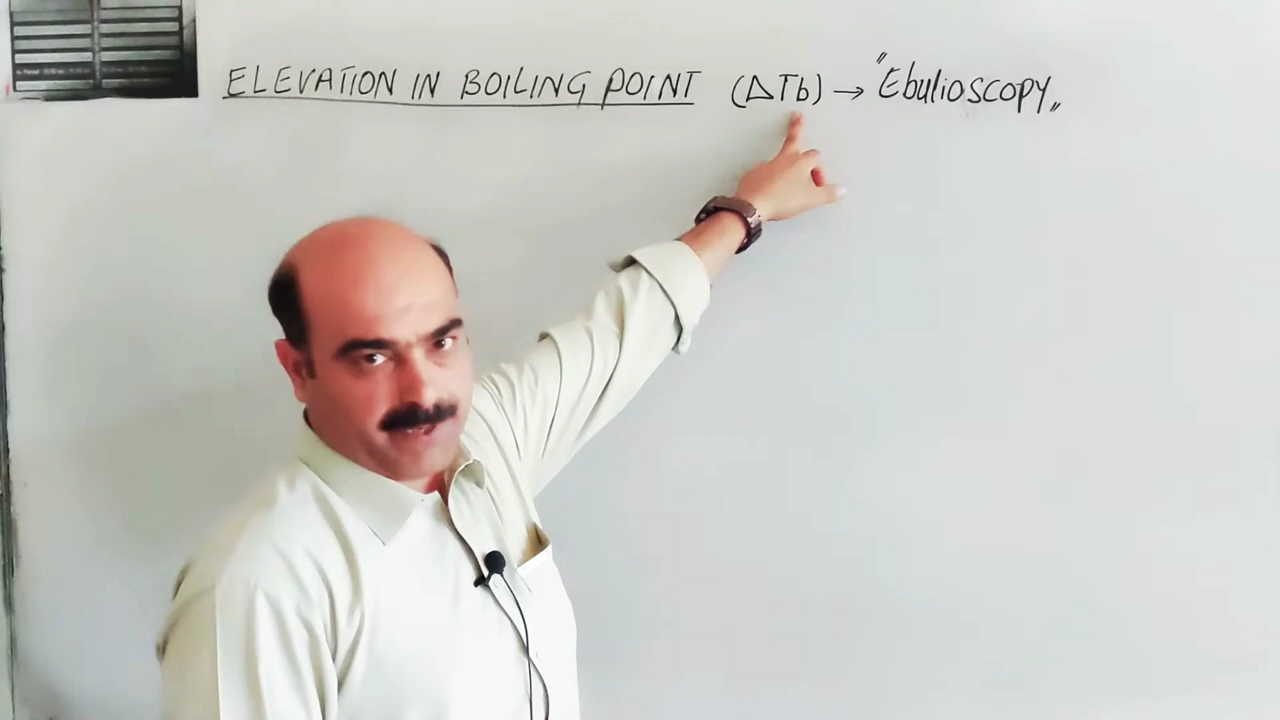 ELEVATION IN BOILING POINT (ΔTb) → "Ebulioscopy"